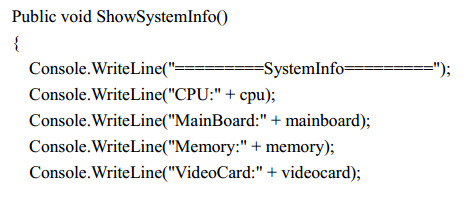 Public void ShowSystemInfo()
{
Console.WriteLine("=========SystemInfo=========");
Console.WriteLine("CPU:" + cpu);
Console.WriteLine("MainBoard:" + mainboard);
Console.WriteLine("Memory:" + memory);
Console.WriteLine("VideoCard:" + videocard);